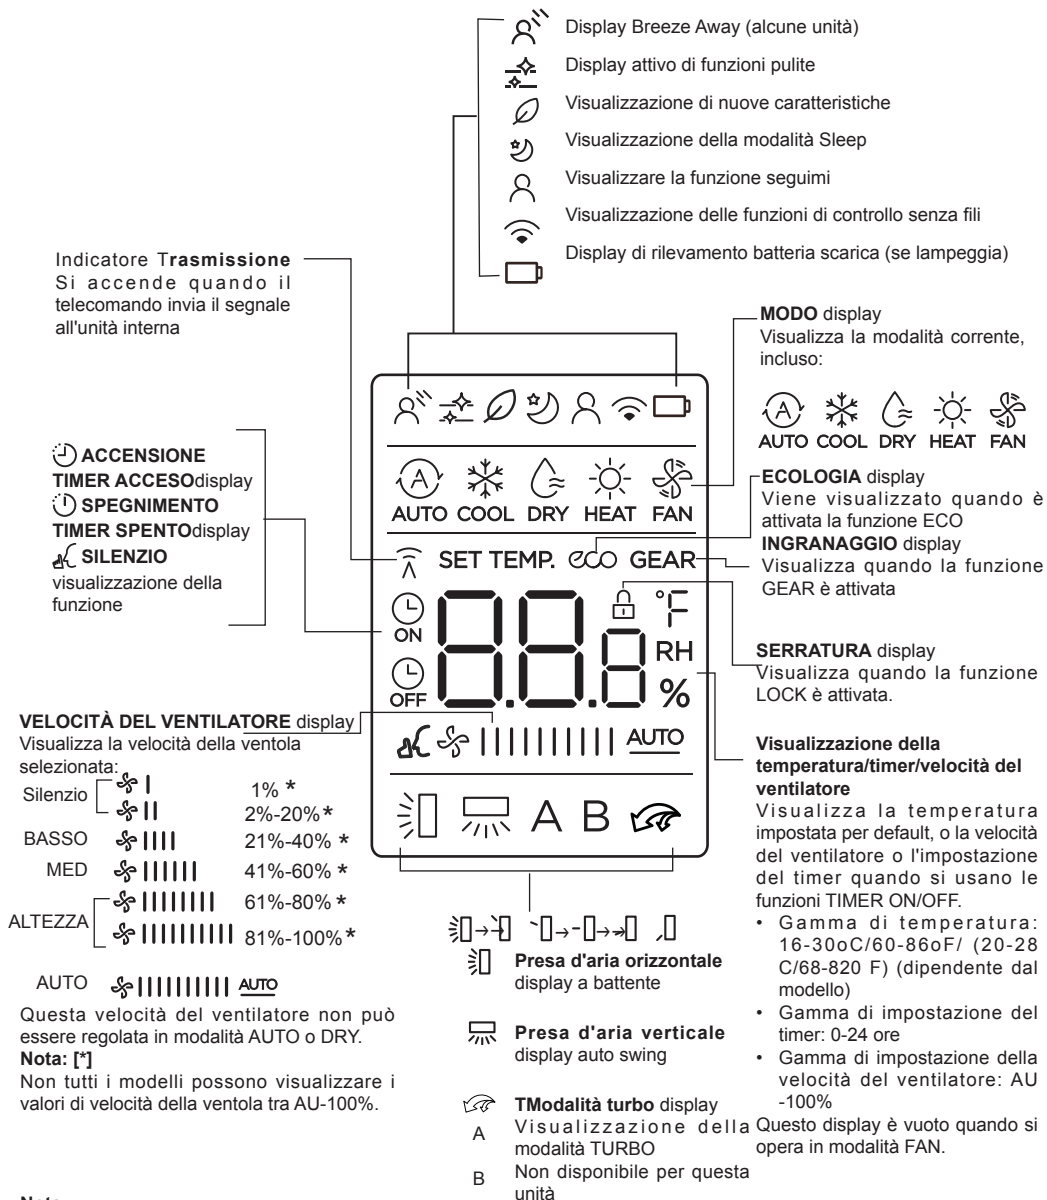 Display Breeze Away (alcune unità)
Display attivo di funzioni pulite
Visualizzazione di nuove caratteristiche
Visualizzazione della modalità Sleep
Visualizzare la funzione seguimi
Visualizzazione delle funzioni di controllo senza fili
Display di rilevamento batteria scarica (se lampeggia)
Indicatore Trasmissione
Si accende quando il
telecomando invia il segnale
all'unità interna
MODO display
Visualizza la modalità corrente,
incluso:
A
AUTO COOL DRY HEAT FAN
ACCENSIONE
TIMER ACCESOdisplay
SPEGNIMENTO
TIMER SPENTOdisplay
SILENZIO
visualizzazione della
funzione
A
AUTO COOL DRY HEAT FAN
SET TEMP. eco GEAR
ON
88.8
°F
RH
OFF
%
AUTO
A B
ECOLOGIA display
Viene visualizzato quando è
attivata la funzione ECO
INGRANAGGIO display
Visualizza quando la funzione
GEAR è attivata
SERRATURA display
Visualizza quando la funzione
LOCK è attivata.
VELOCITÀ DEL VENTILATORE display
Visualizza la velocità della ventola
selezionata:
Silenzio
1% *
2%-20%*
BASSO 21%-40% *
MED 41%-60% *
ALTEZZA
61%-80% *
81%-100%*
AUTO AUTO
Questa velocità del ventilatore non può
essere regolata in modalità AUTO o DRY.
Nota: [*]
Non tutti i modelli possono visualizzare i
valori di velocità della ventola tra AU-100%.
Presa d'aria orizzontale
display a battente
Presa d'aria verticale
display auto swing
TModalità turbo display
A Visualizzazione della
modalità TURBO
B Non disponibile per questa
unità
Visualizzazione della
temperatura/timer/velocità del
ventilatore
Visualizza la temperatura
impostata per default, o la velocità
del ventilatore o l'impostazione
del timer quando si usano le
funzioni TIMER ON/OFF.
• Gamma di temperatura:
16-30oC/60-86oF/ (20-28
C/68-820 F) (dipendente dal
modello)
• Gamma di impostazione del
timer: 0-24 ore
• Gamma di impostazione della
velocità del ventilatore: AU
-100%
Questo display è vuoto quando si
opera in modalità FAN.